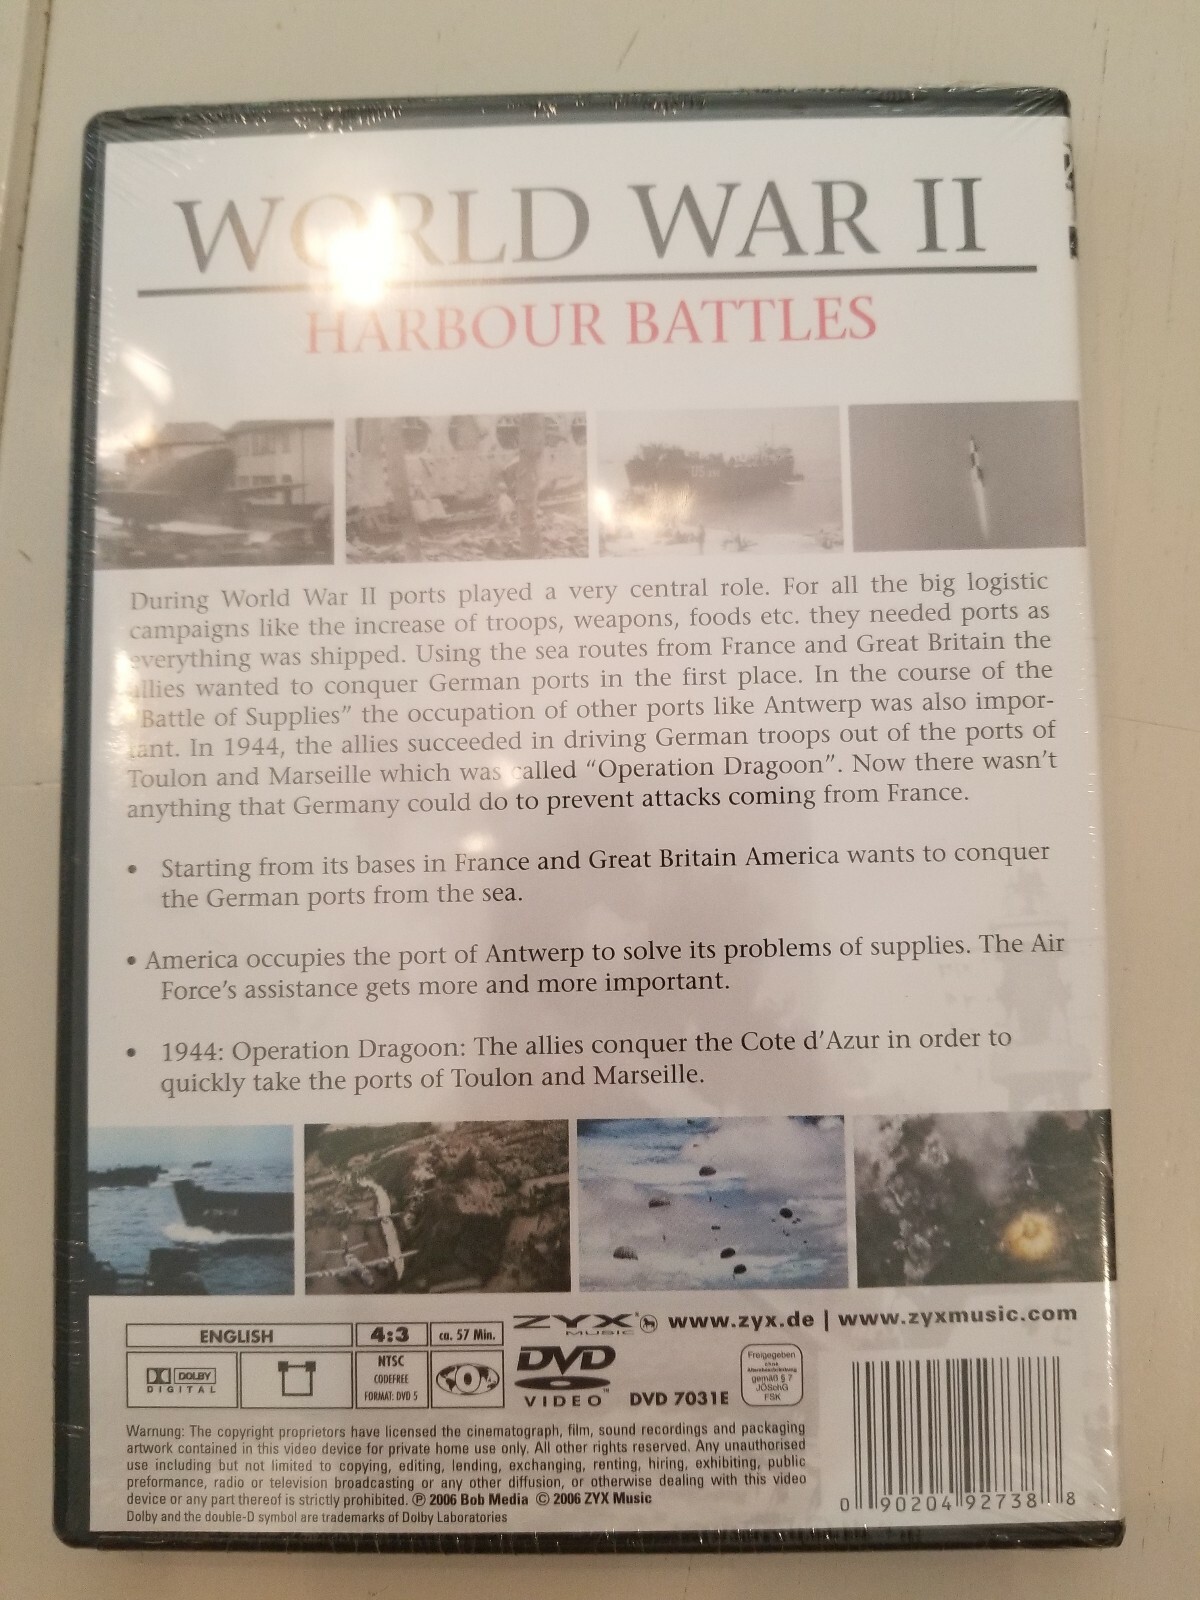 WORLD WAR II
HARBOUR BATTLES
During World War II ports played a very central role. For all the big logistic
campaigns like the increase of troops, weapons, foods etc. they needed ports as
everything was shipped. Using the sea routes from France and Great Britain the
allies wanted to conquer German ports in the first place. In the course of the
"Battle of Supplies” the occupation of other ports like Antwerp was also impor-
tant. In 1944, the allies succeeded in driving German troops out of the ports of
Toulon and Marseille which was called “Operation Dragoon”. Now there wasn't
anything that Germany could do to prevent attacks coming from France.
• Starting from its bases in France and Great Britain America wants to conquer
the German ports from the sea.
• America occupies the port of Antwerp to solve its problems of supplies. The Air
Force's assistance gets more and more important.
• 1944: Operation Dragoon: The allies conquer the Cote d'Azur in order to
quickly take the ports of Toulon and Marseille.
ENGLISH
4:3
ca. 57 Min.
DOLBY
DIGITAL
NTSC
CODEFREE
FORMAT: DVD 5
ZYX
MUSIC
www.zyx.de | www.zyxmusic.com
DVD
VIDEO™
DVD 7031E
Freigegeben
ohne
Altersbeschränkung
gemäß § 7
JÖSchG
FSK
Warnung: The copyright proprietors have licensed the cinematograph, film, sound recordings and packaging
artwork contained in this video device for private home use only. All other rights reserved. Any unauthorised
use including but not limited to copying, editing, lending, exchanging, renting, hiring, exhibiting, public
preformance, radio or television broadcasting or any other diffusion, or otherwise dealing with this video
device or any part thereof is strictly prohibited. ℗ 2006 Bob Media © 2006 ZYX Music
Dolby and the double-D symbol are trademarks of Dolby Laboratories
0 90204 92738 8